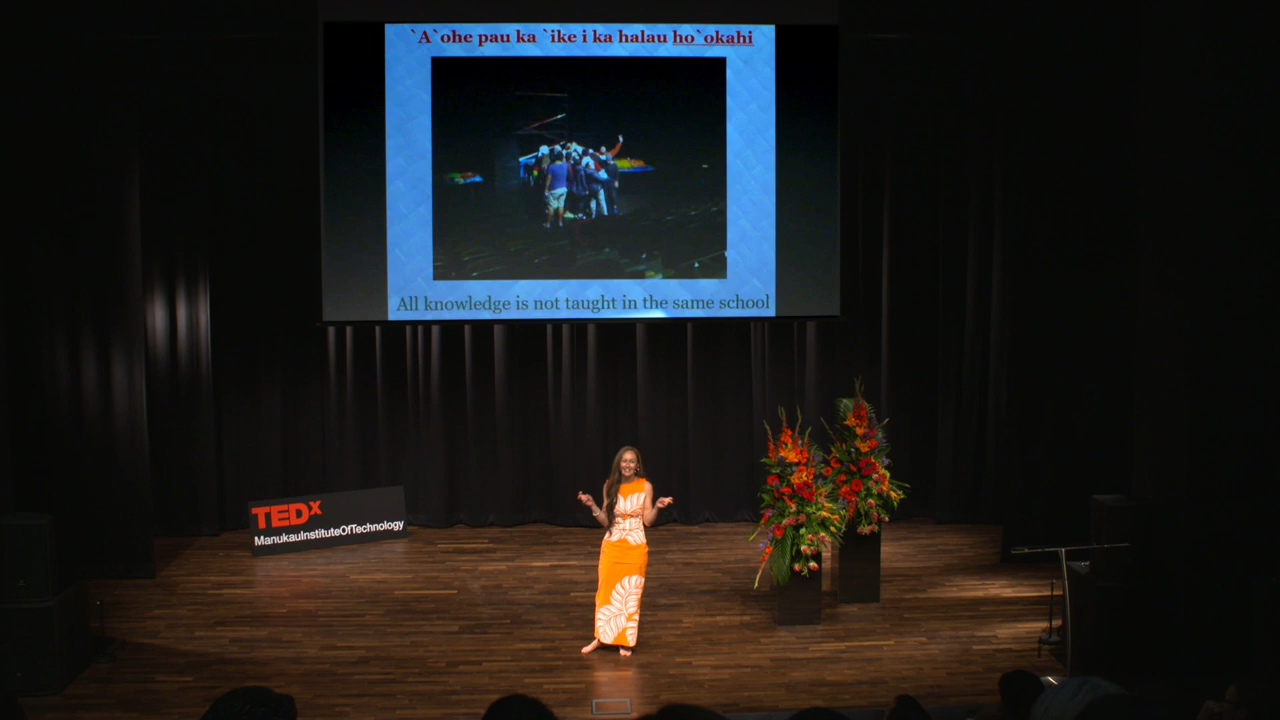 `A`ohe pau ka `ike i ka halau ho`okahi
All knowledge is not taught in the same school
TEDx
ManukauInstituteOfTechnology